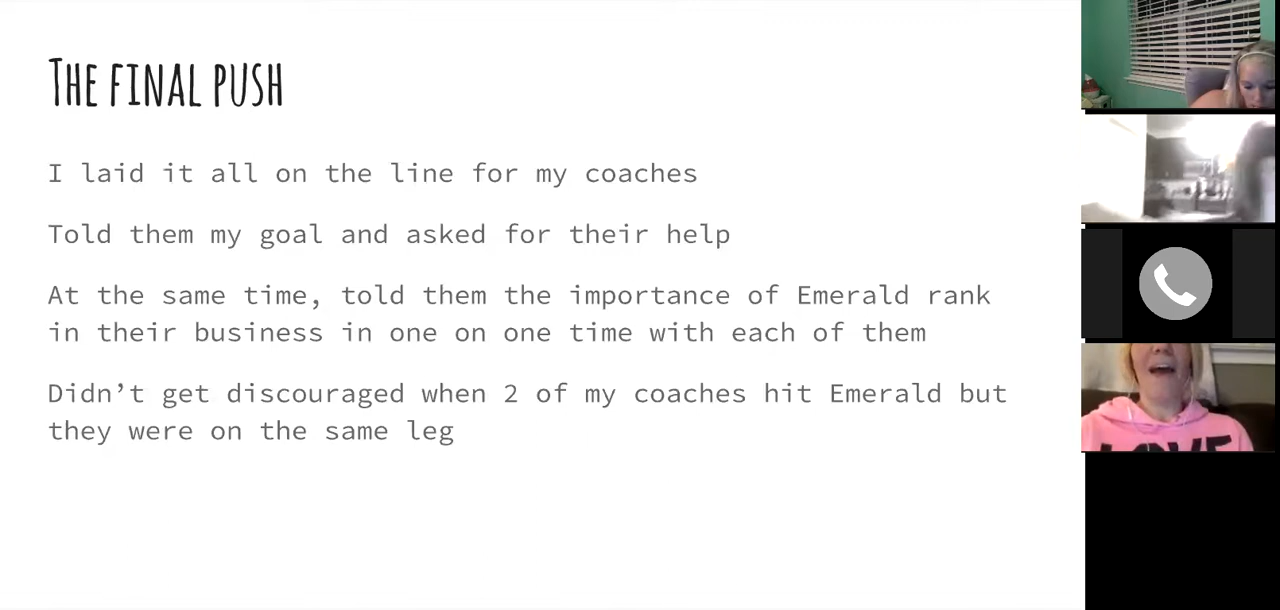 The final push
I laid it all on the line for my coaches
Told them my goal and asked for their help
At the same time, told them the importance of Emerald rank
in their business in one on one time with each of them
Didn’t get discouraged when 2 of my coaches hit Emerald but
they were on the same leg
LOVE